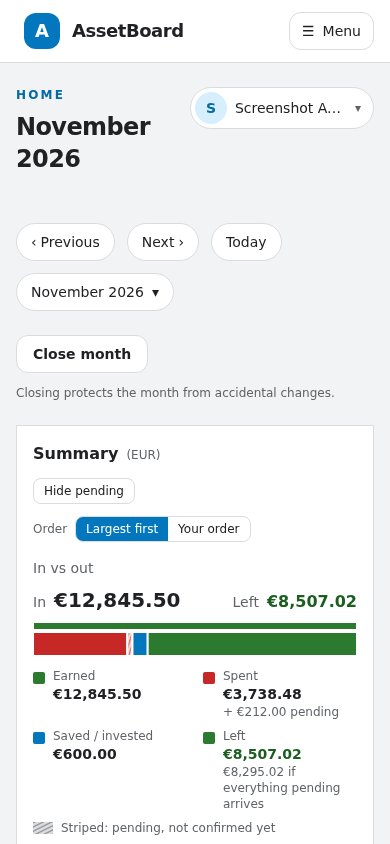 A AssetBoard
☰ Menu
HOME
November 2026
S Screenshot A... ▾
‹ Previous
Next ›
Today
November 2026 ▾
Close month
Closing protects the month from accidental changes.
Summary (EUR)
Hide pending
Order Largest first Your order
In vs out
In €12,845.50 Left €8,507.02
Earned
€12,845.50
Spent
€3,738.48
+ €212.00 pending
Saved / invested
€600.00
Left
€8,507.02
€8,295.02 if
everything pending
arrives
Striped: pending, not confirmed yet